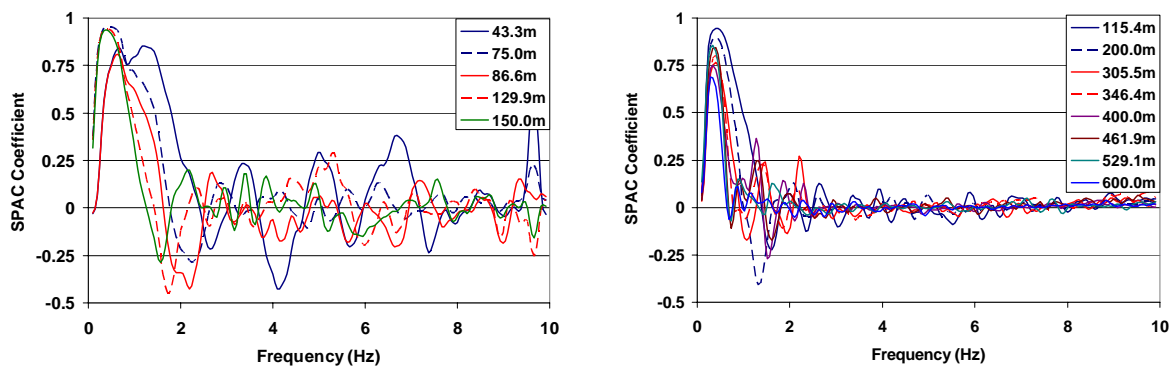 1
0.75
0.5
0.25
0
-0.25
-0.5
SPAC Coefficient
0 2 4 6 8 10
Frequency (Hz)
43.3m
75.0m
86.6m
129.9m
150.0m
1
0.75
0.5
0.25
0
-0.25
-0.5
SPAC Coefficient
0 2 4 6 8 10
Frequency (Hz)
115.4m
200.0m
305.5m
346.4m
400.0m
461.9m
529.1m
600.0m